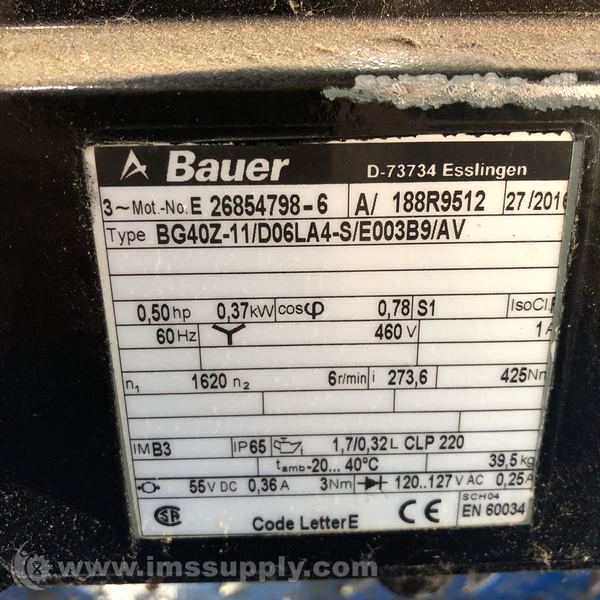 Bauer D-73734 Esslingen
3~Mot.-No. E 26854798-6 A/ 188R9512 27/2016
Type BG40Z-11/D06LA4-S/E003B9/AV
0,50 hp 0,37 kW cosφ 0,78 S1 IsoCl.
60 Hz 460 V 1 A
n1 1620 n2 6 r/min i 273,6 425 Nm
IM B3 IP 65 1,7/0,32 L CLP 220
tamb -20... 40°C 39,5 kg
55 V DC 0,36 A 3 Nm 120..127 V AC 0,25 A
SCH04
SA Code Letter E CE EN 60034
www.imssupply.com